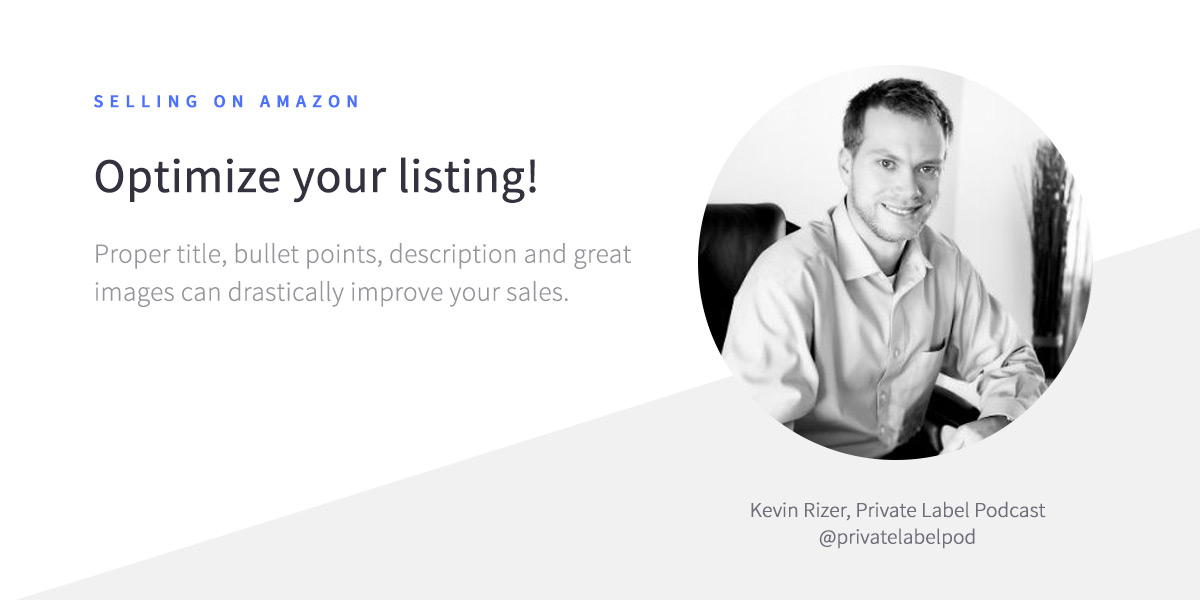 SELLING ON AMAZON
Optimize your listing!
Proper title, bullet points, description and great
images can drastically improve your sales.
Kevin Rizer, Private Label Podcast
@privatelabelpod